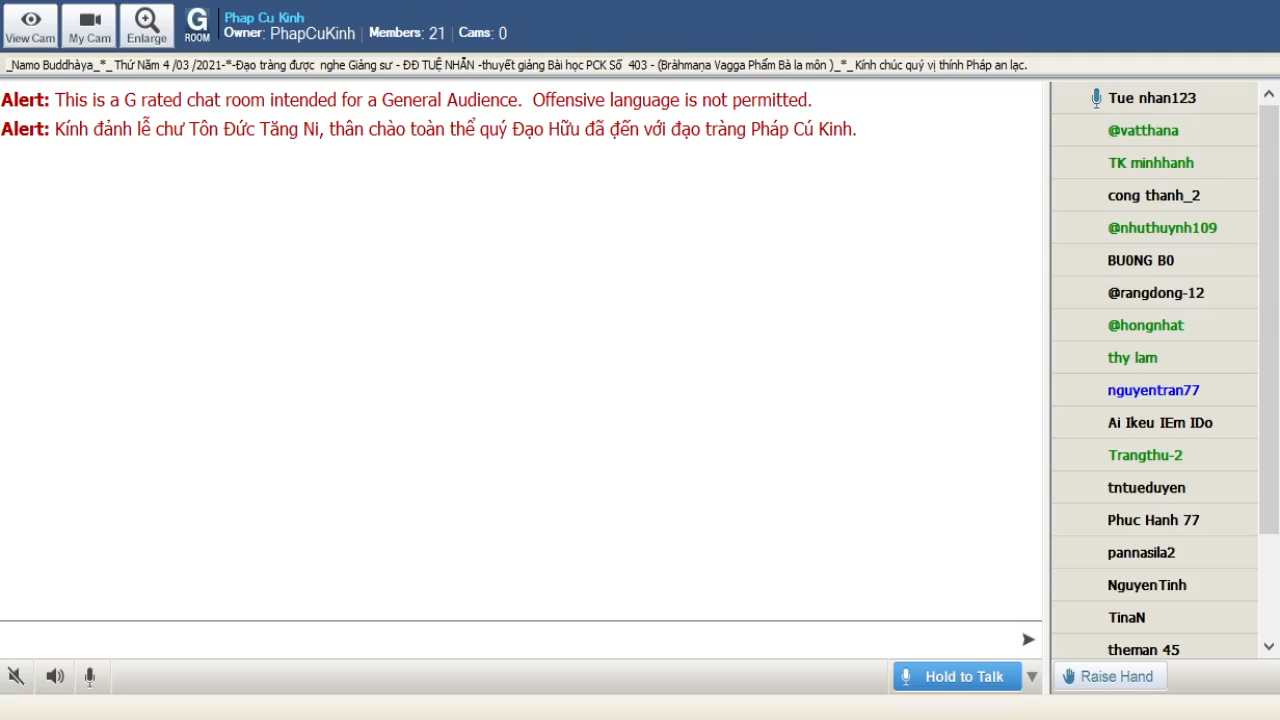 View Cam
My Cam
Enlarge
G
ROOM
Phap Cu Kinh
Owner: PhapCuKinh | Members: 21 | Cams: 0
_Namo Buddhàya_*_ Thứ Năm 4 /03 /2021-*-Đạo tràng được nghe Giảng sư - ĐĐ TUỆ NHẪN -thuyết giảng Bài học PCK Số 403 - (Bràhmaṇa Vagga Phẩm Bà la môn )_*_ Kính chúc quý vị thính Pháp an lạc.
Alert: This is a G rated chat room intended for a General Audience. Offensive language is not permitted.
Alert: Kính đảnh lễ chư Tôn Đức Tăng Ni, thân chào toàn thể quý Đạo Hữu đã đến với đạo tràng Pháp Cú Kinh.
Tue nhan123
@vatthana
TK minhhanh
cong thanh_2
@nhuthuynh109
BU0NG B0
@rangdong-12
@hongnhat
thy lam
nguyentran77
Ai Ikeu IEm IDo
Trangthu-2
tntueduyen
Phuc Hanh 77
pannasila2
NguyenTinh
TinaN
theman 45
Hold to Talk
Raise Hand